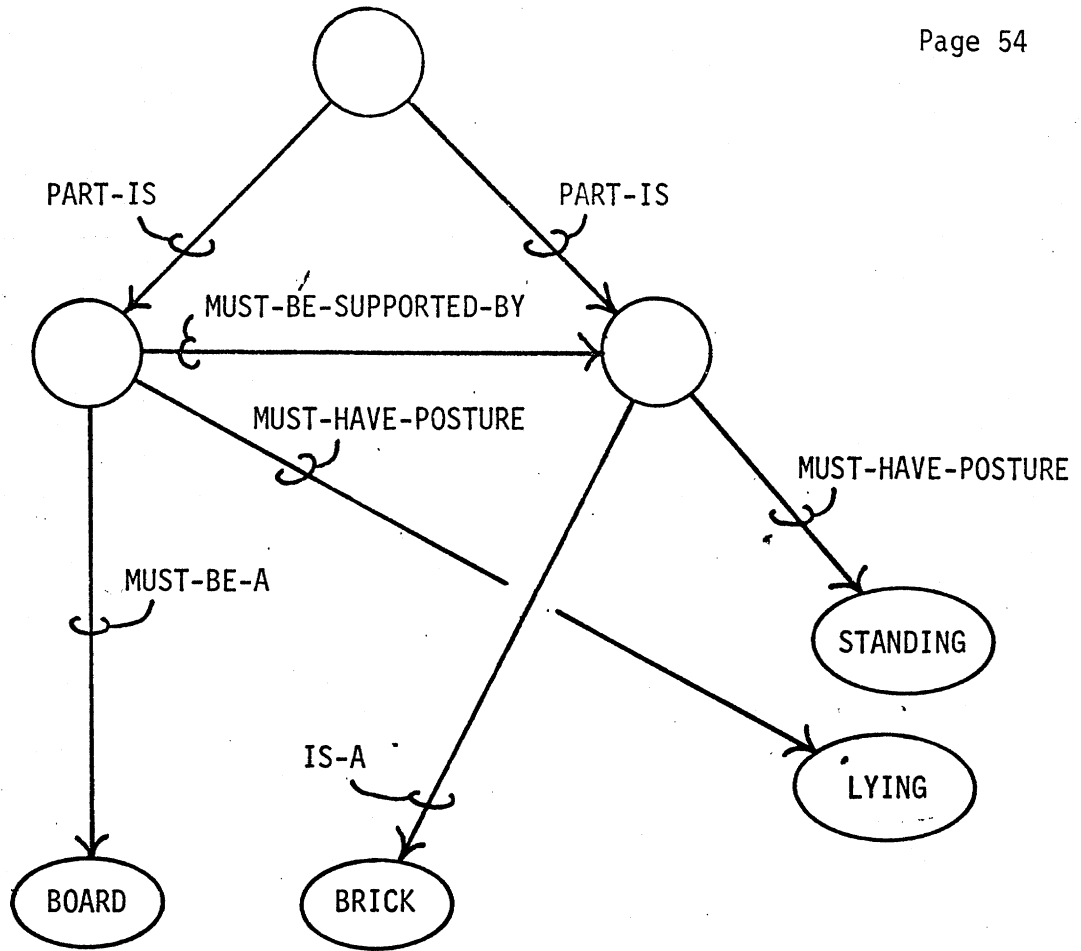 Page 54
PART-IS
PART-IS
MUST-BE-SUPPORTED-BY
MUST-HAVE-POSTURE
MUST-HAVE-POSTURE
MUST-BE-A
STANDING
IS-A
LYING
BOARD
BRICK